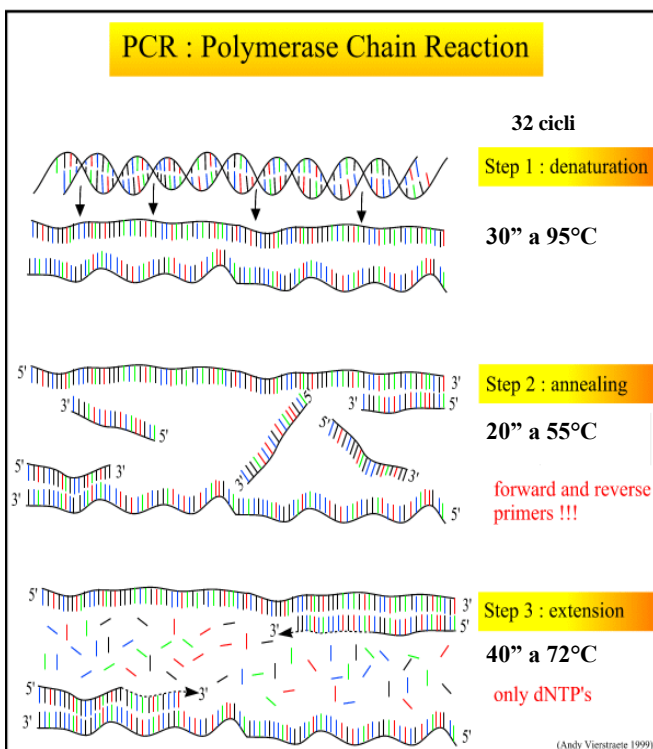 PCR : Polymerase Chain Reaction
32 cicli
Step 1 : denaturation
30” a 95°C
5'
3'
Step 2 : annealing
3'
5'
5'
3'
5'
20” a 55°C
5'
3'
5'
3'
3'
3'
5'
forward and reverse
primers !!!
5'
3'
Step 3 : extension
3'
5'
40” a 72°C
5'
3'
only dNTP's
3'
5'
(Andy Vierstraete 1999)